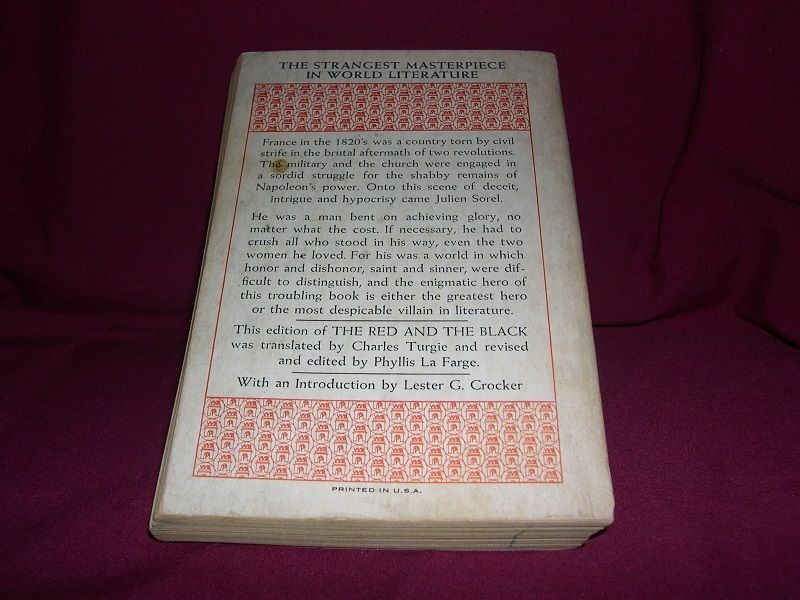 THE STRANGEST MASTERPIECE
IN WORLD LITERATURE
France in the 1820's was a country torn by civil
strife in the brutal aftermath of two revolutions.
The military and the church were engaged in
a sordid struggle for the shabby remains of
Napoleon's power. Onto this scene of deceit,
intrigue and hypocrisy came Julien Sorel.
He was a man bent on achieving glory, no
matter what the cost. If necessary, he had to
crush all who stood in his way, even the two
women he loved. For his was a world in which
honor and dishonor, saint and sinner, were dif-
ficult to distinguish, and the enigmatic hero of
this troubling book is either the greatest hero
or the most despicable villain in literature.
This edition of THE RED AND THE BLACK
was translated by Charles Turgie and revised
and edited by Phyllis La Farge.
With an Introduction by Lester G. Crocker
PRINTED IN U.S.A.